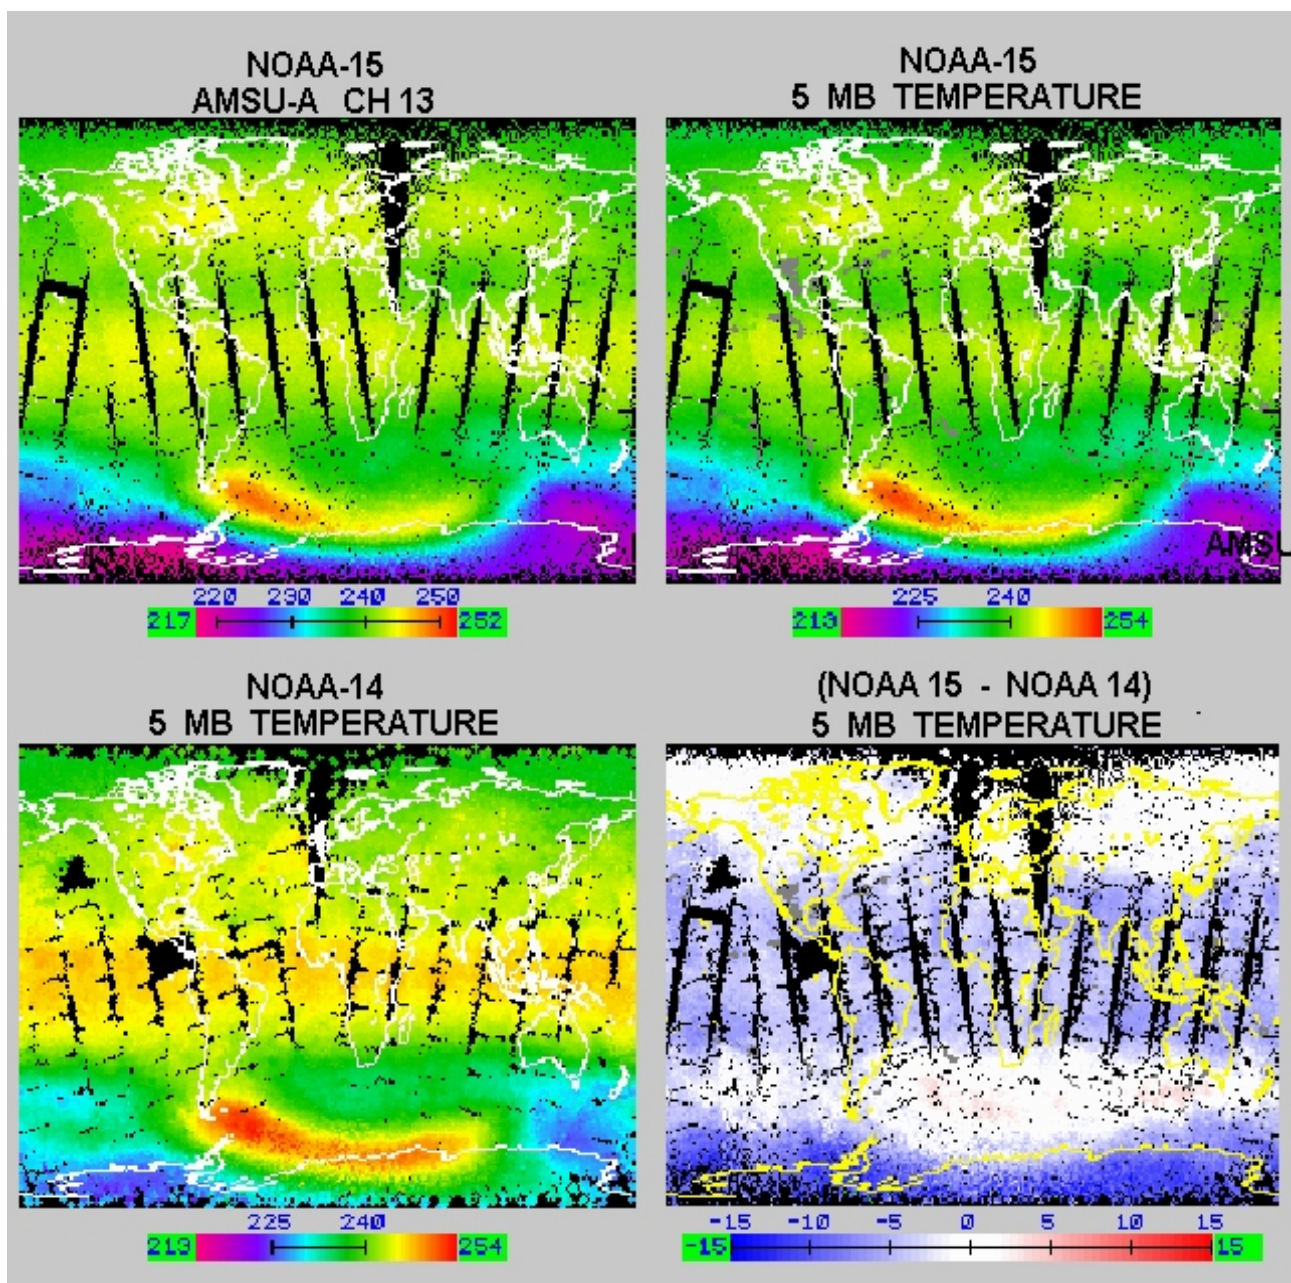 NOAA-15
AMSU-A CH 13
NOAA-15
5 MB TEMPERATURE
AMSU
220 230 240 250
217 252
225 240
213 254
NOAA-14
5 MB TEMPERATURE
(NOAA 15 - NOAA 14)
5 MB TEMPERATURE
225 240
213 254
-15 -10 -5 0 5 10 15
-15 15